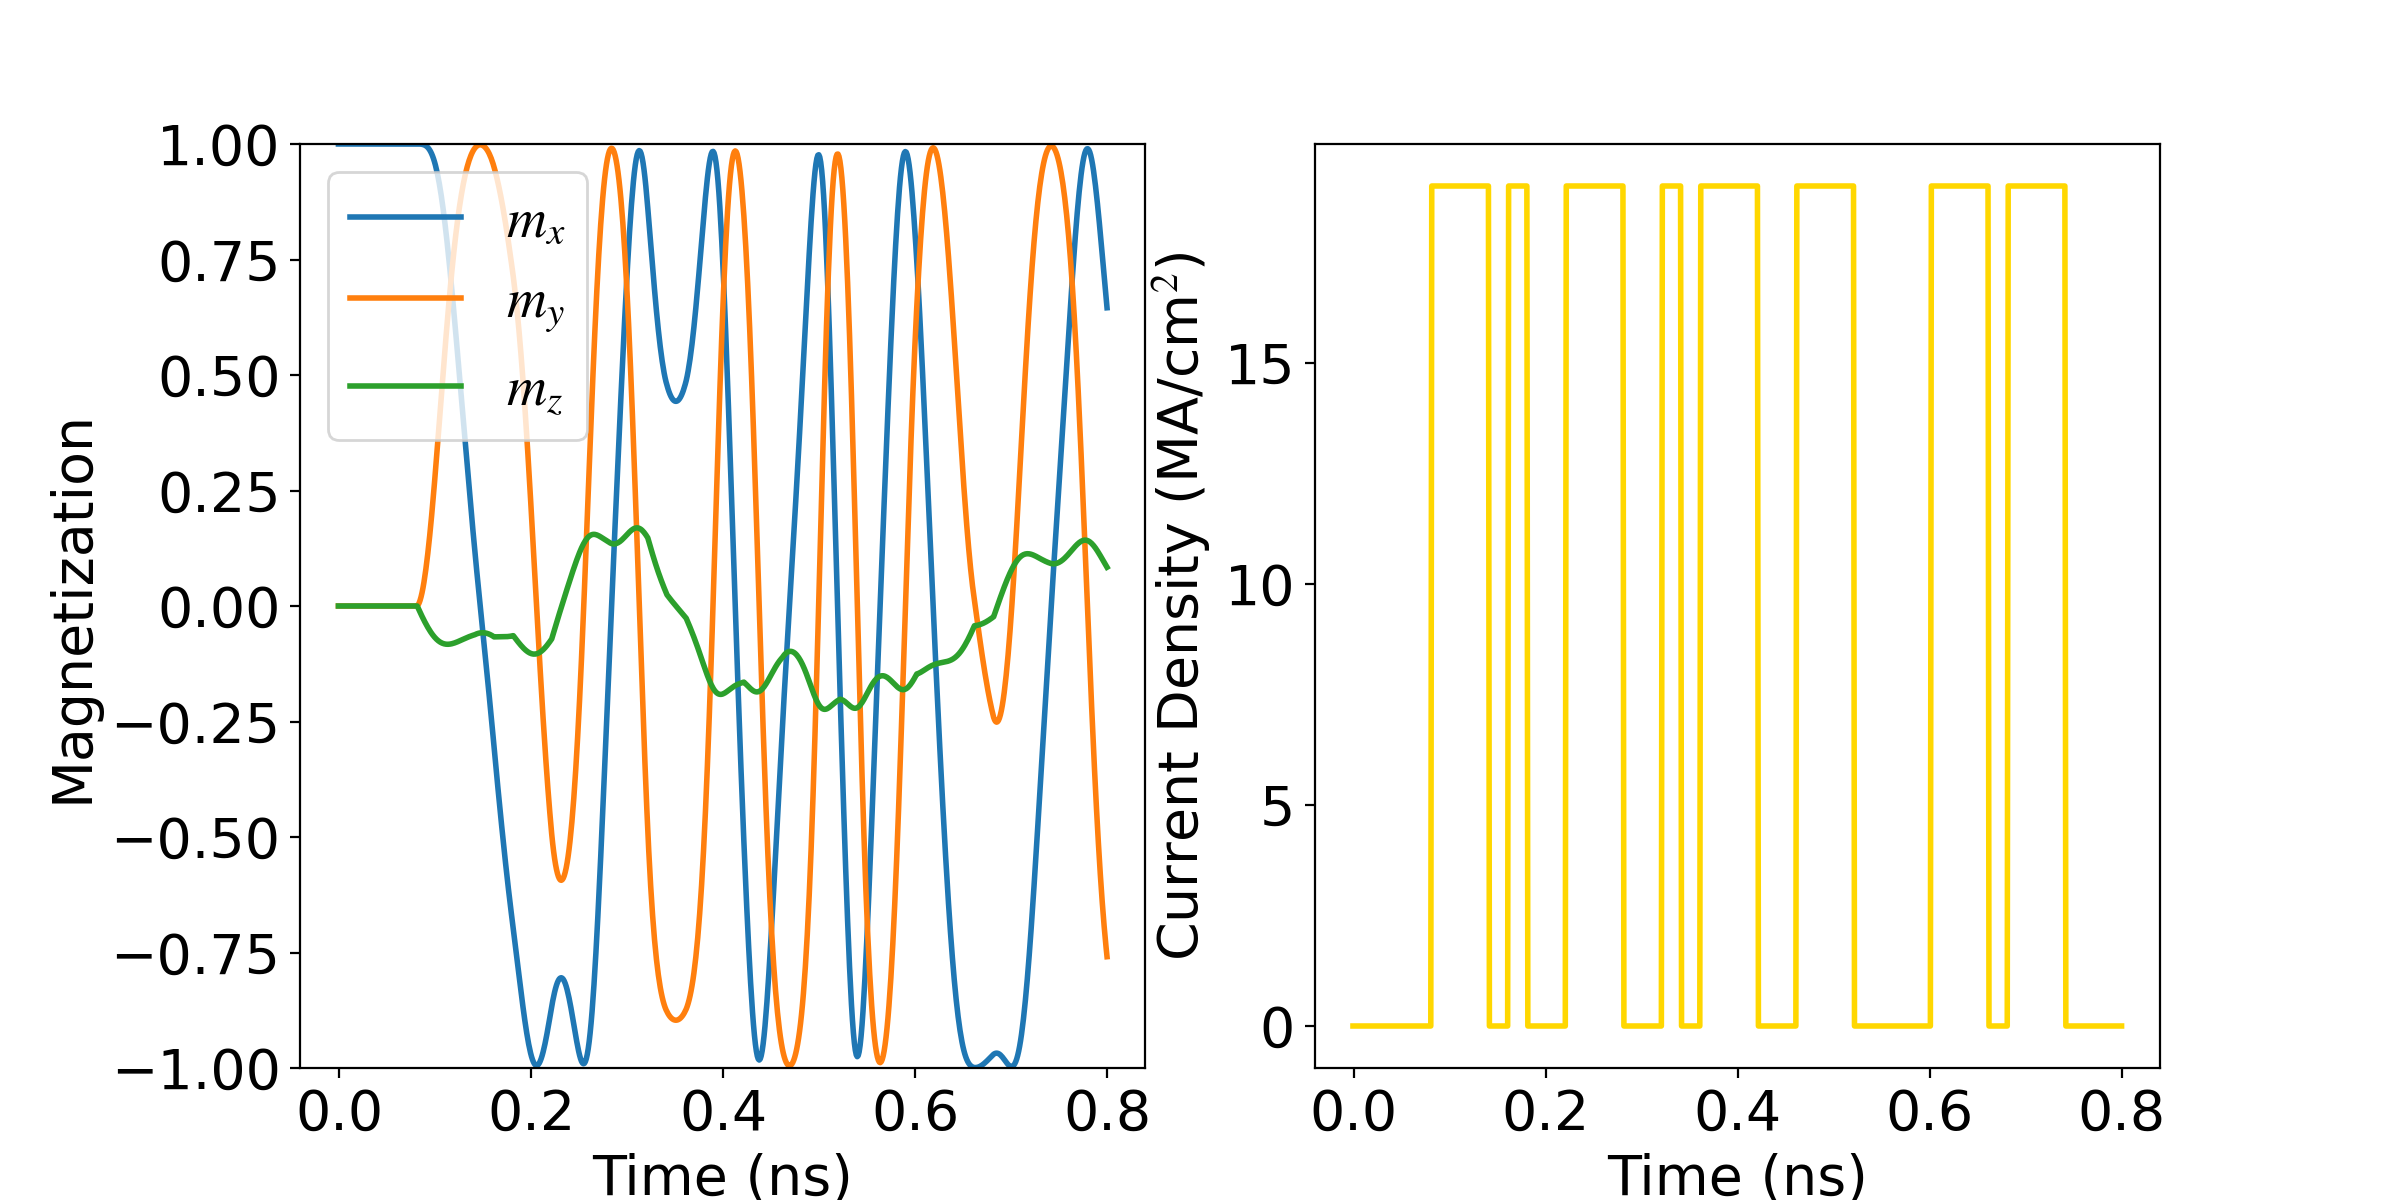 Magnetization
1.00
0.75
0.50
0.25
0.00
−0.25
−0.50
−0.75
−1.00
m_x
m_y
m_z
0.0 0.2 0.4 0.6 0.8
Time (ns)
Current Density (MA/cm²)
15
10
5
0
0.0 0.2 0.4 0.6 0.8
Time (ns)